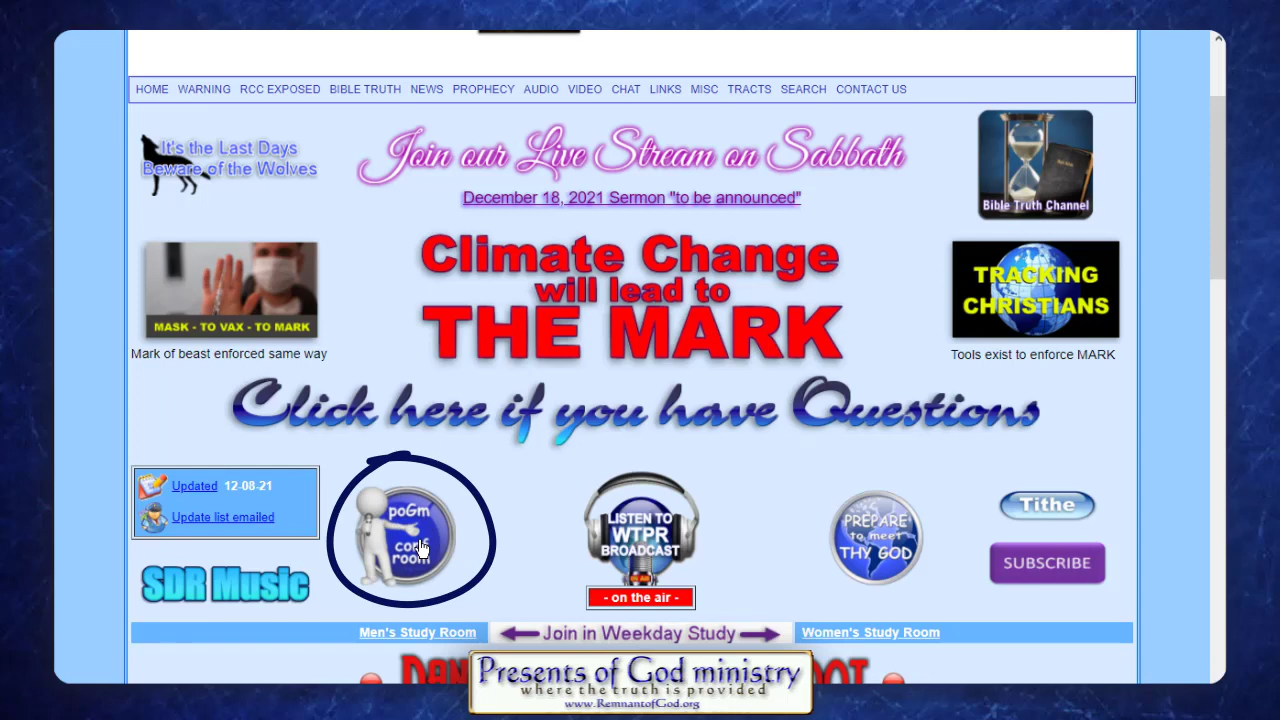 HOME WARNING RCC EXPOSED BIBLE TRUTH NEWS PROPHECY AUDIO VIDEO CHAT LINKS MISC TRACTS SEARCH CONTACT US
It's the Last Days
Beware of the Wolves
Join our Live Stream on Sabbath
December 18, 2021 Sermon "to be announced"
Bible Truth Channel
Climate Change
will lead to
THE MARK
MASK - TO VAX - TO MARK
Mark of beast enforced same way
TRACKING
CHRISTIANS
Tools exist to enforce MARK
Click here if you have Questions
Updated 12-08-21
Update list emailed
SDR Music
poGm
conf
room
LISTEN TO
WTPR
BROADCAST
ON AIR
- on the air -
PREPARE
to meet
THY GOD
Tithe
SUBSCRIBE
Men's Study Room
Join in Weekday Study
Women's Study Room
Presents of God ministry
where the truth is provided
www.RemnantofGod.org